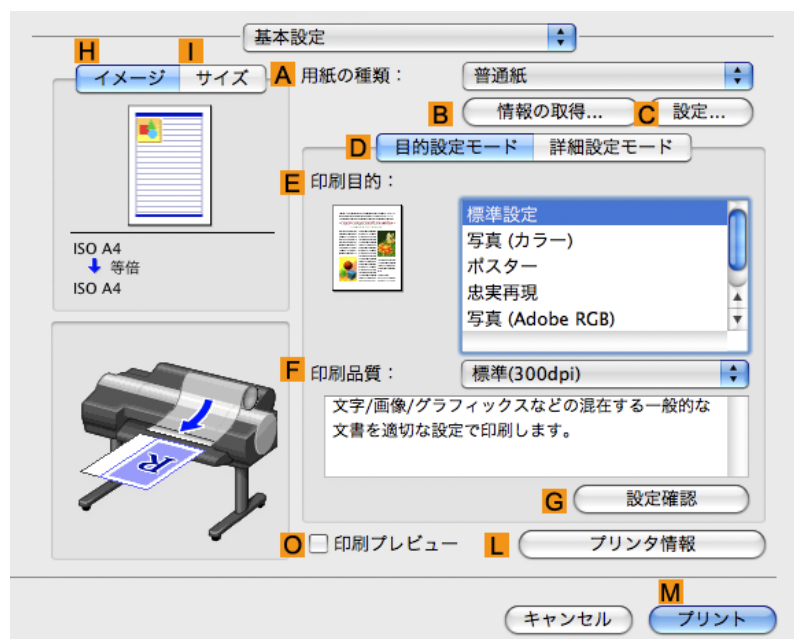 基本設定
H
I
イメージ サイズ
A 用紙の種類： 普通紙
B 情報の取得...
C 設定...
D 目的設定モード 詳細設定モード
E 印刷目的：
標準設定
写真 (カラー)
ポスター
忠実再現
写真 (Adobe RGB)
ISO A4
等倍
ISO A4
F 印刷品質： 標準(300dpi)
文字/画像/グラフィックスなどの混在する一般的な
文書を適切な設定で印刷します。
R
G 設定確認
O 印刷プレビュー
L プリンタ情報
M
キャンセル プリント